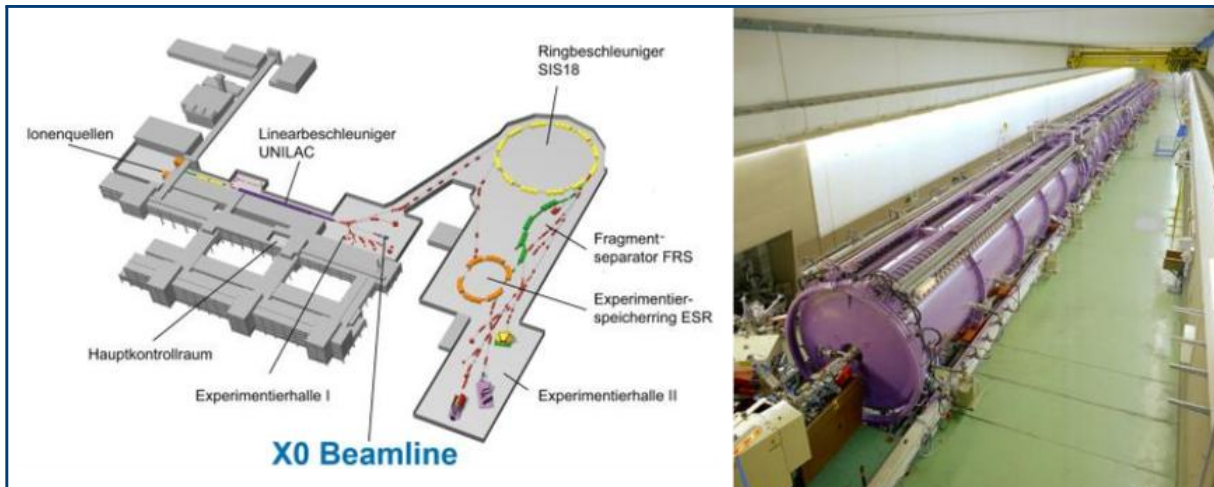 Ringbeschleuniger
SIS18
Ionenquellen
Linearbeschleuniger
UNILAC
Fragment-
separator FRS
Experimentier-
speicherring ESR
Hauptkontrollraum
Experimentierhalle I
Experimentierhalle II
X0 Beamline